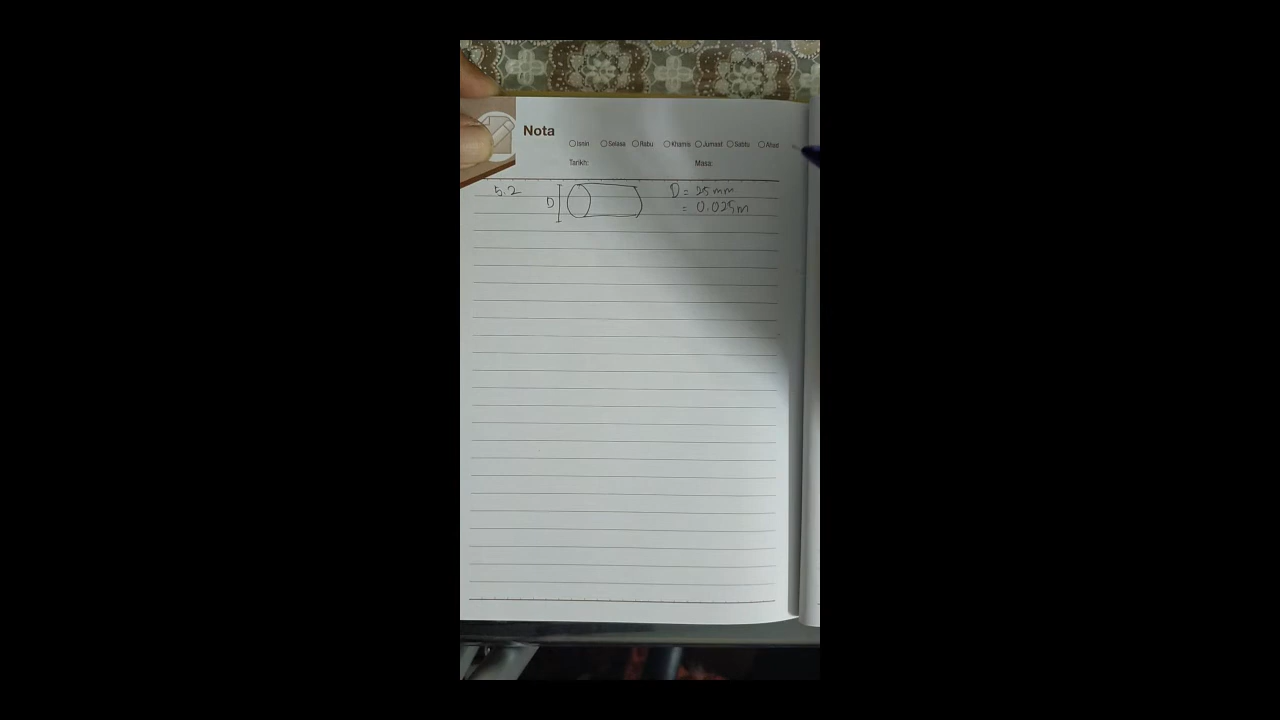 Nota
Isnin Selasa Rabu Khamis Jumaat Sabtu Ahad
Tarikh: Masa:
5.2 D D = 25 mm
= 0.025 m